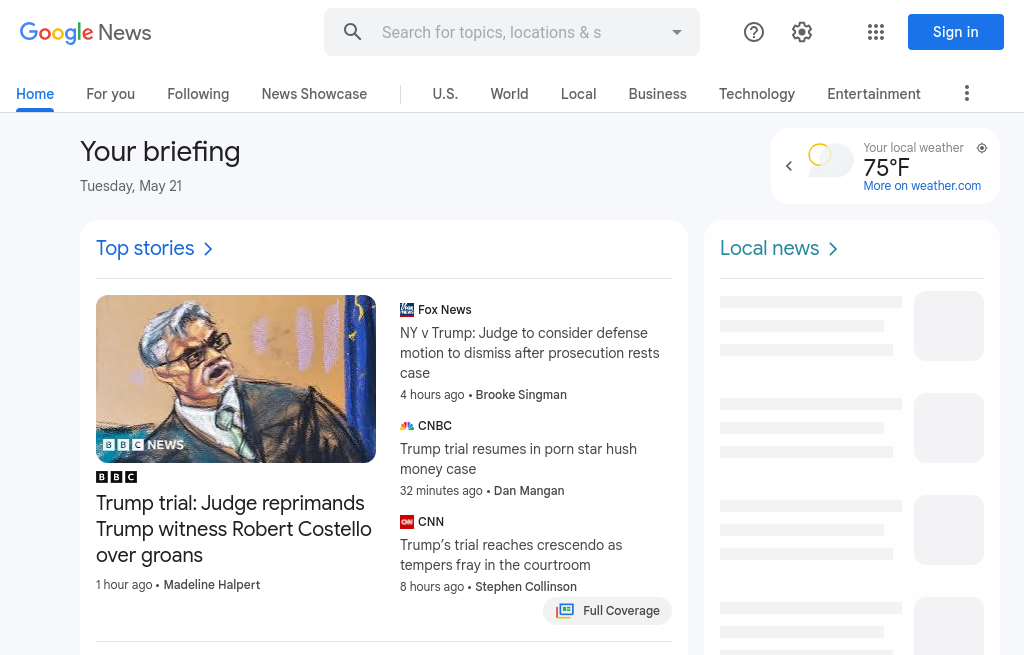 Google News
Search for topics, locations & s
Sign in
Home
For you
Following
News Showcase
U.S.
World
Local
Business
Technology
Entertainment
Your briefing
Tuesday, May 21
Your local weather
75°F
More on weather.com
Top stories
BBC NEWS
BBC
Trump trial: Judge reprimands
Trump witness Robert Costello
over groans
1 hour ago • Madeline Halpert
Fox News
NY v Trump: Judge to consider defense
motion to dismiss after prosecution rests
case
4 hours ago • Brooke Singman
CNBC
Trump trial resumes in porn star hush
money case
32 minutes ago • Dan Mangan
CNN
CNN
Trump’s trial reaches crescendo as
tempers fray in the courtroom
8 hours ago • Stephen Collinson
Full Coverage
Local news